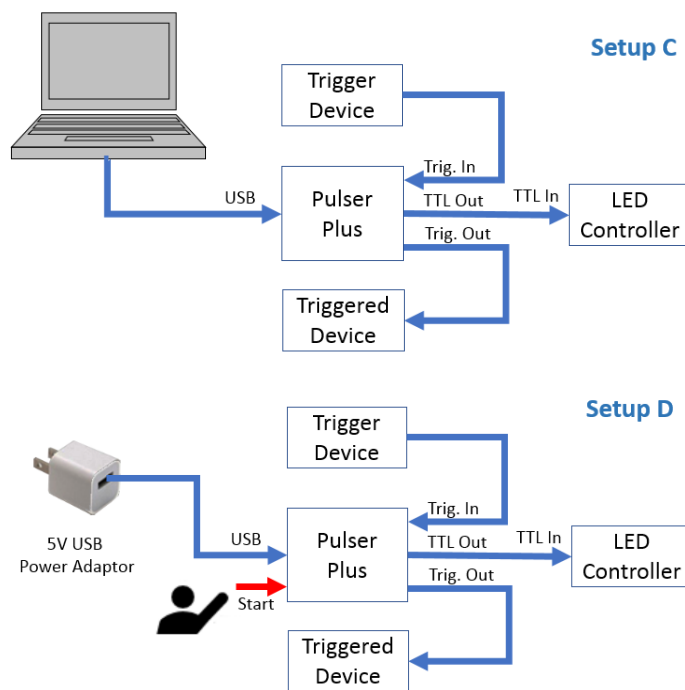 Setup C
Trigger
Device
Trig. In
USB
Pulser
Plus
TTL Out
TTL In
LED
Controller
Trig. Out
Triggered
Device
Setup D
Trigger
Device
Trig. In
5V USB
Power Adaptor
USB
Pulser
Plus
TTL Out
TTL In
LED
Controller
Trig. Out
Start
Triggered
Device